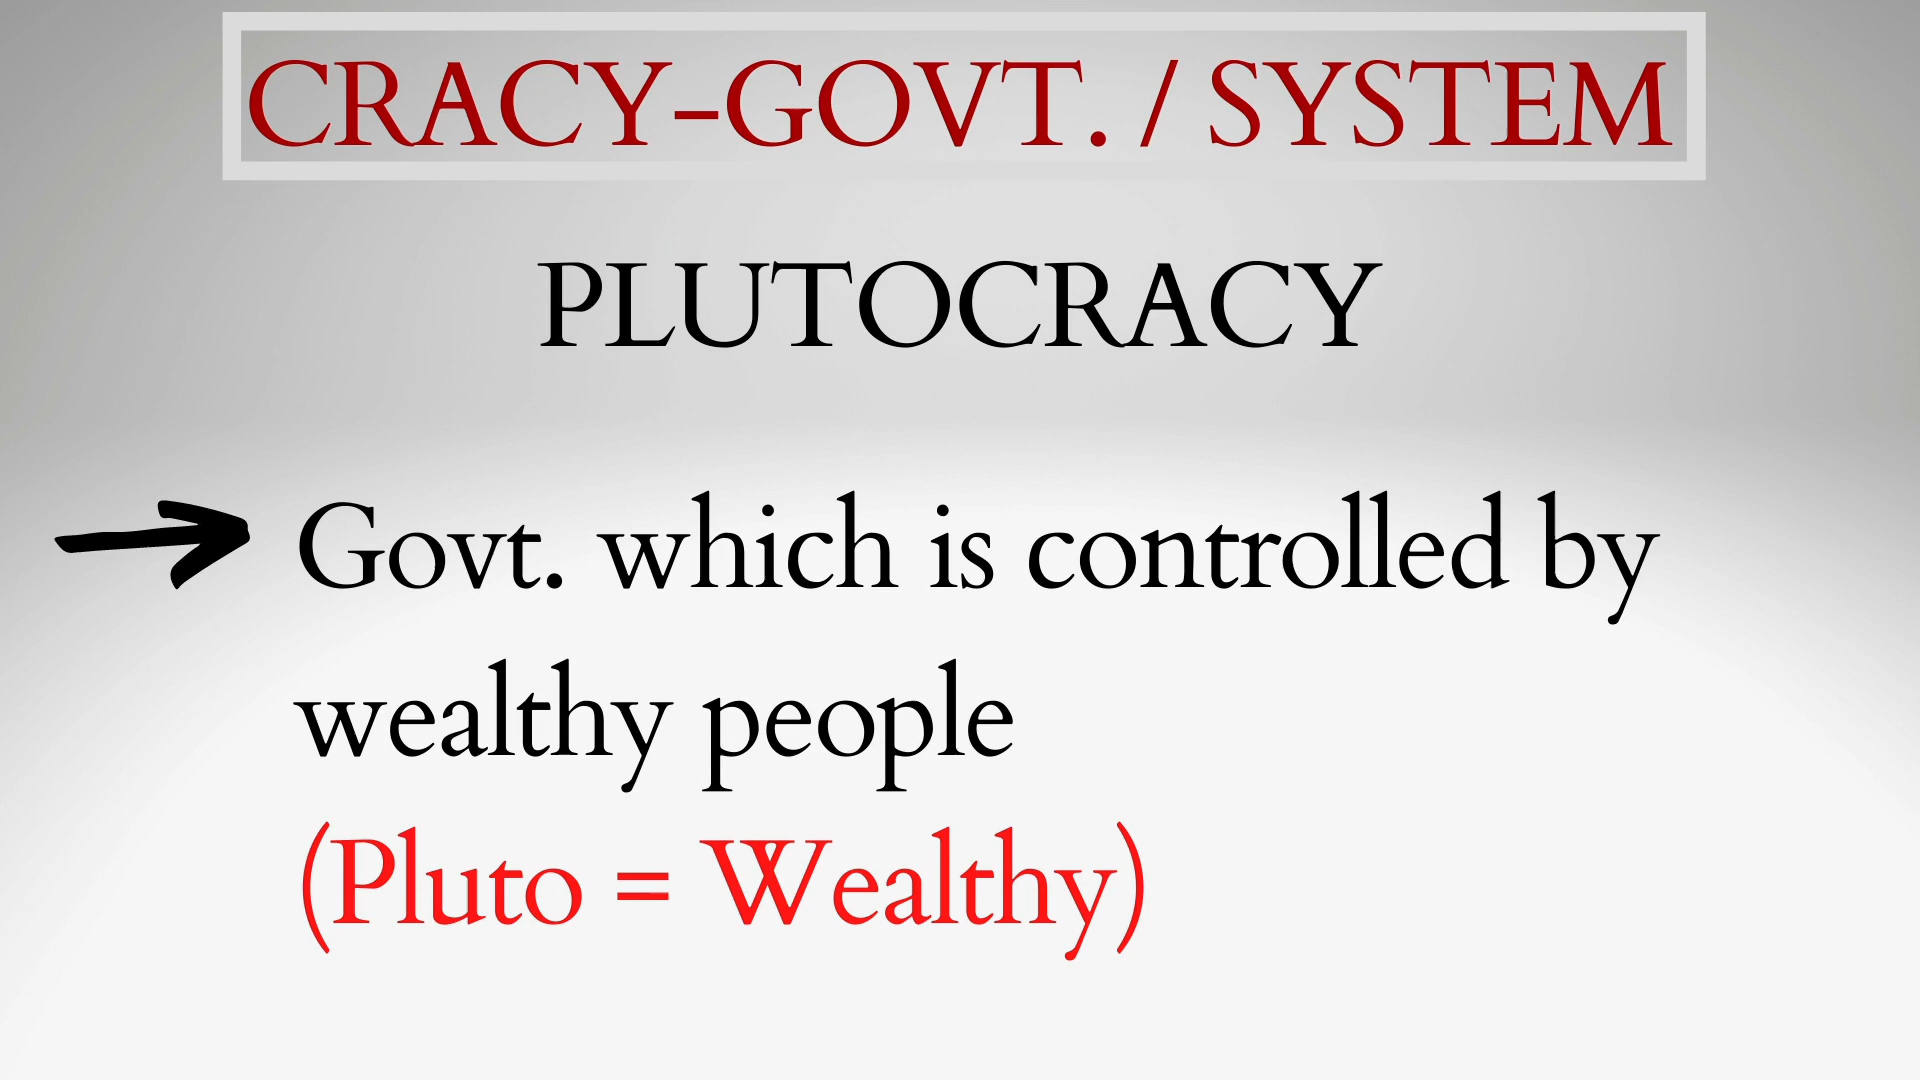 CRACY-GOVT. / SYSTEM
PLUTOCRACY
Govt. which is controlled by
wealthy people
(Pluto = Wealthy)